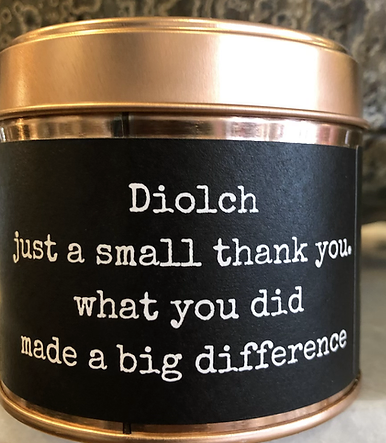 Diolch
just a small thank you.
what you did
made a big difference